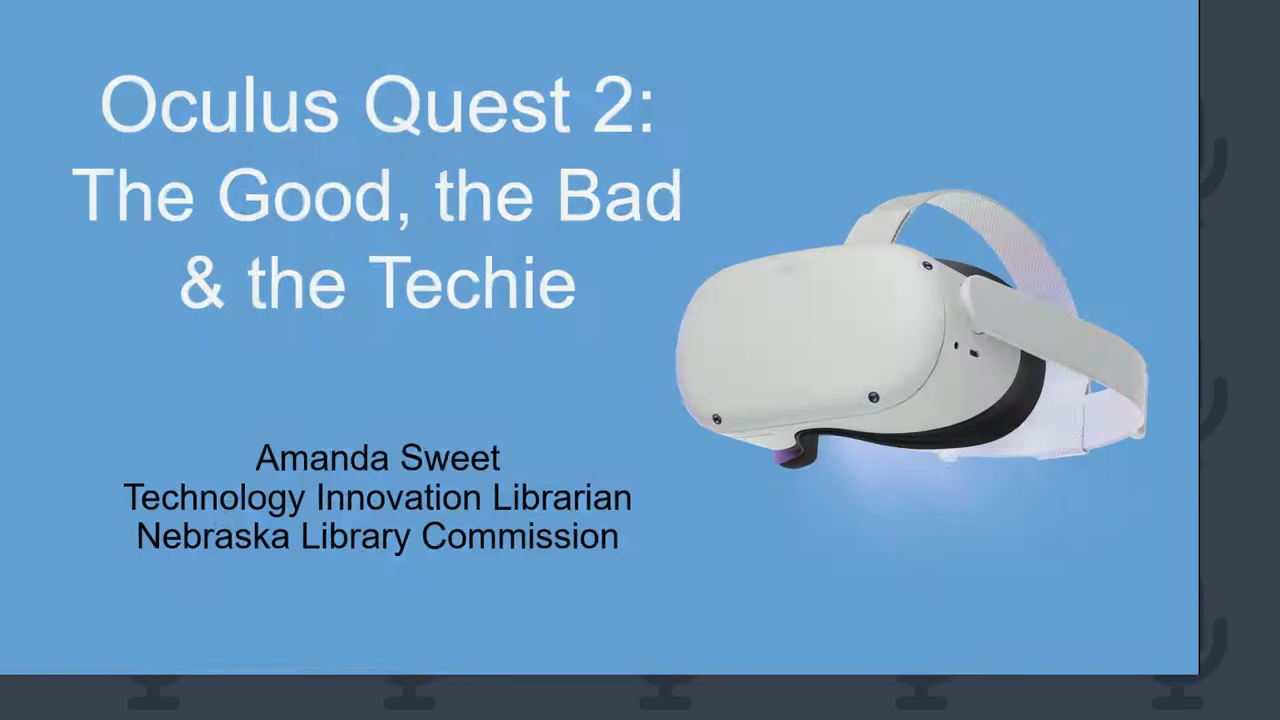 Oculus Quest 2:
The Good, the Bad
& the Techie
Amanda Sweet
Technology Innovation Librarian
Nebraska Library Commission